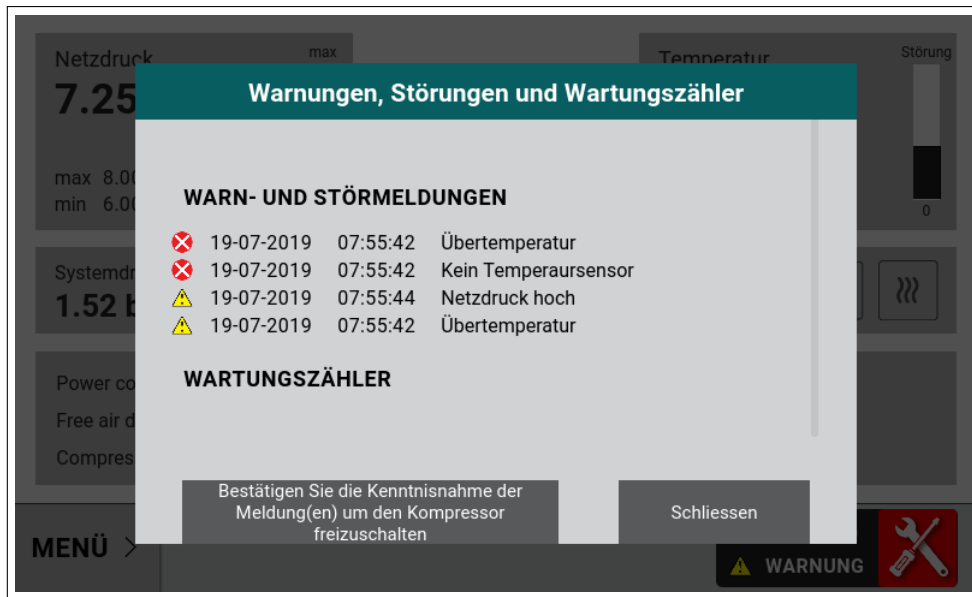 Netzdruck
max
7.25
max 8.00
min 6.00
Temperatur
Störung
0
Warnungen, Störungen und Wartungszähler
WARN- UND STÖRMELDUNGEN
19-07-2019 07:55:42 Übertemperatur
19-07-2019 07:55:42 Kein Temperaursensor
19-07-2019 07:55:44 Netzdruck hoch
19-07-2019 07:55:42 Übertemperatur
WARTUNGSZÄHLER
Systemdr
1.52 b
Power co
Free air d
Compres
Bestätigen Sie die Kenntnisnahme der
Meldung(en) um den Kompressor
freizuschalten
Schliessen
MENÜ >
WARNUNG